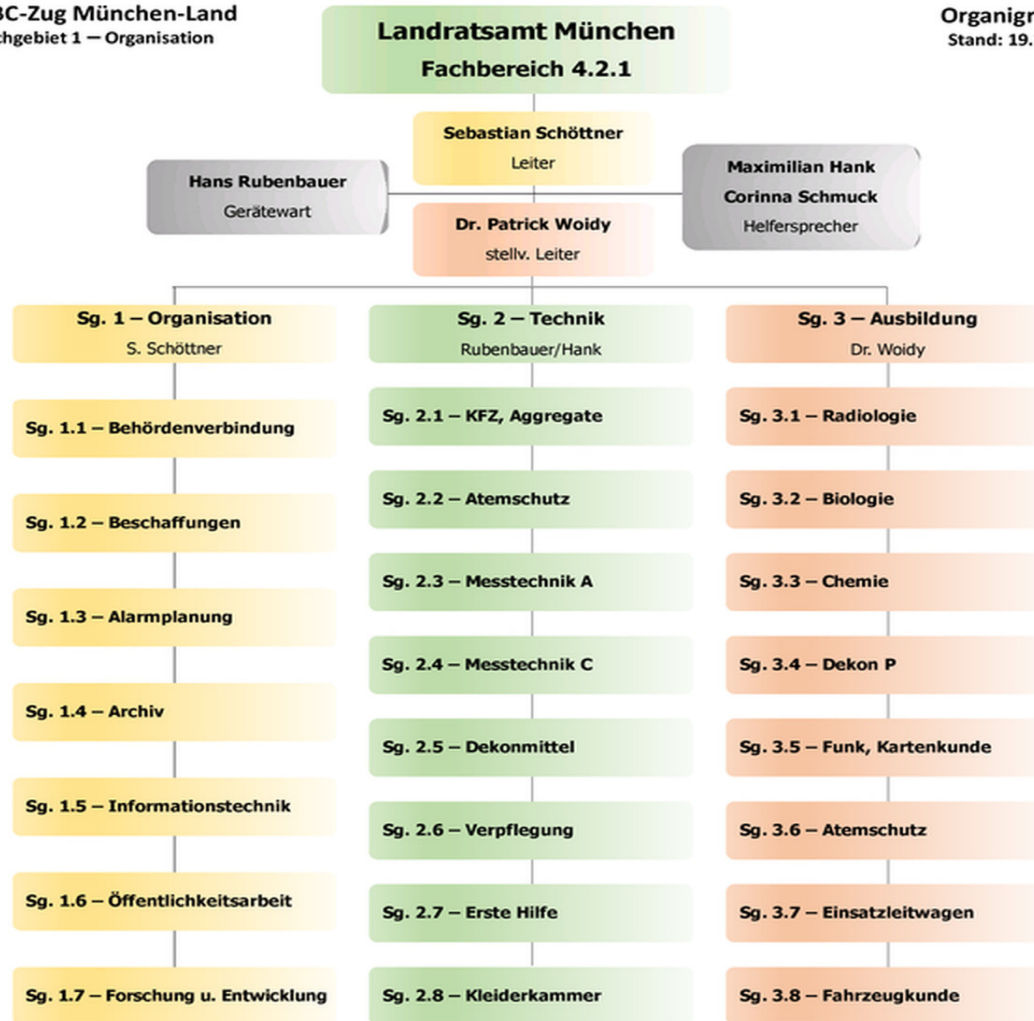 BC-Zug München-Land
chgebiet 1 – Organisation
Organigr
Stand: 19.
Landratsamt München
Fachbereich 4.2.1
Sebastian Schöttner
Leiter
Hans Rubenbauer
Gerätewart
Maximilian Hank
Corinna Schmuck
Helfersprecher
Dr. Patrick Woidy
stellv. Leiter
Sg. 1 – Organisation
S. Schöttner
Sg. 1.1 – Behördenverbindung
Sg. 1.2 – Beschaffungen
Sg. 1.3 – Alarmplanung
Sg. 1.4 – Archiv
Sg. 1.5 – Informationstechnik
Sg. 1.6 – Öffentlichkeitsarbeit
Sg. 1.7 – Forschung u. Entwicklung
Sg. 2 – Technik
Rubenbauer/Hank
Sg. 2.1 – KFZ, Aggregate
Sg. 2.2 – Atemschutz
Sg. 2.3 – Messtechnik A
Sg. 2.4 – Messtechnik C
Sg. 2.5 – Dekonmittel
Sg. 2.6 – Verpflegung
Sg. 2.7 – Erste Hilfe
Sg. 2.8 – Kleiderkammer
Sg. 3 – Ausbildung
Dr. Woidy
Sg. 3.1 – Radiologie
Sg. 3.2 – Biologie
Sg. 3.3 – Chemie
Sg. 3.4 – Dekon P
Sg. 3.5 – Funk, Kartenkunde
Sg. 3.6 – Atemschutz
Sg. 3.7 – Einsatzleitwagen
Sg. 3.8 – Fahrzeugkunde